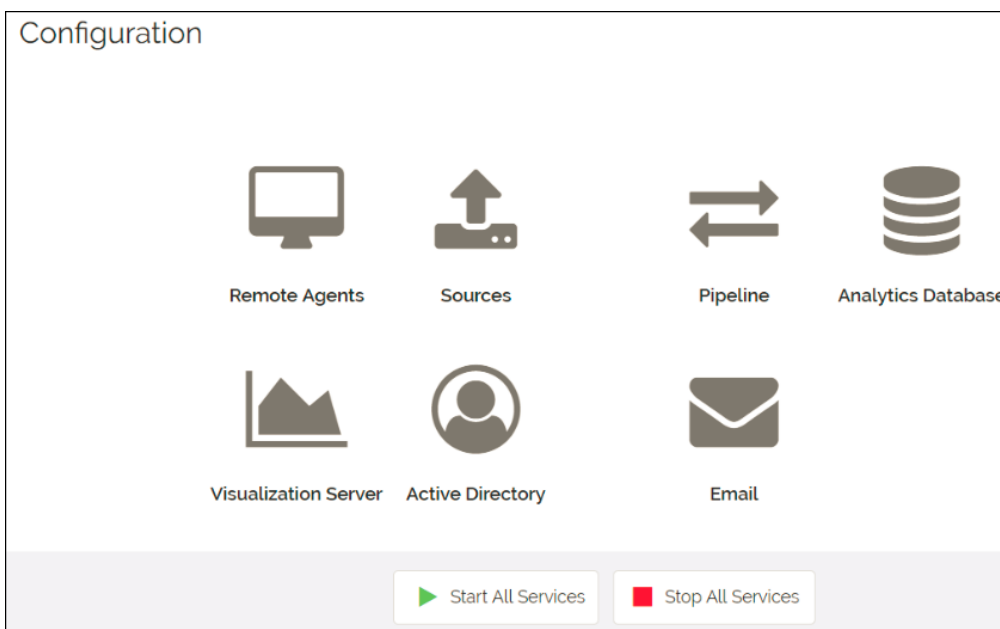 Configuration
Remote Agents
Sources
Pipeline
Analytics Database
Visualization Server
Active Directory
Email
Start All Services
Stop All Services